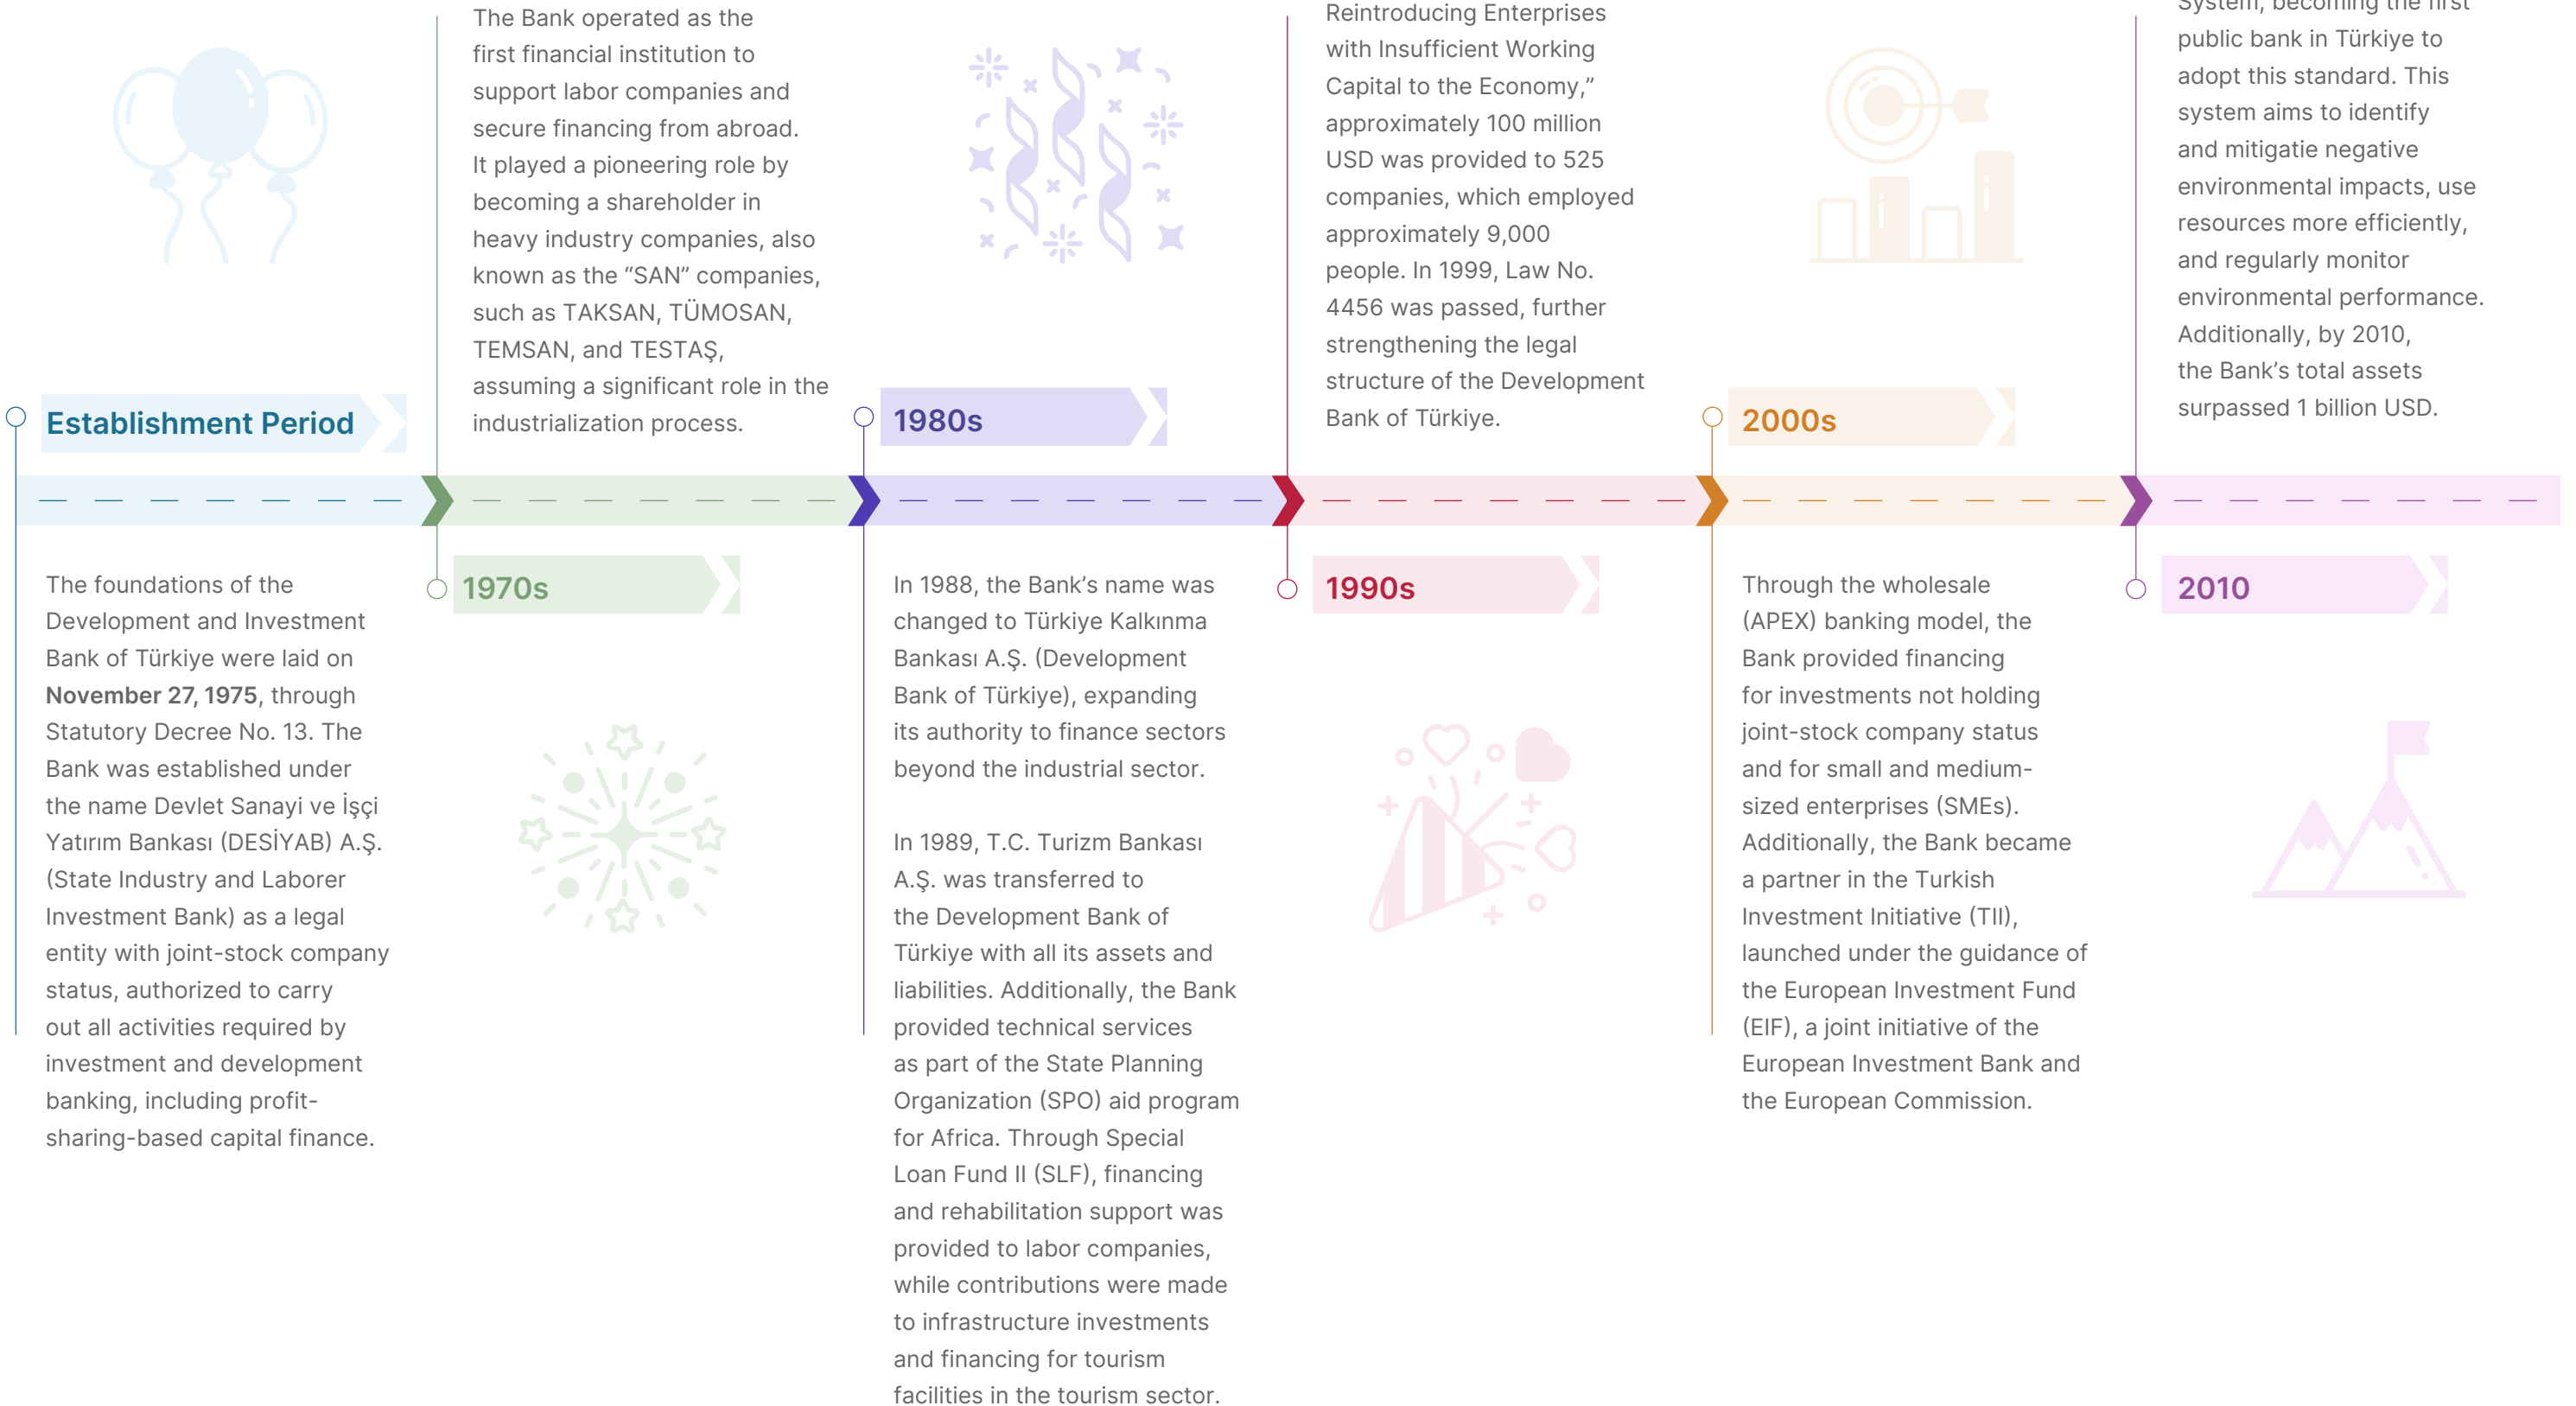 Establishment Period
The foundations of the
Development and Investment
Bank of Türkiye were laid on
November 27, 1975, through
Statutory Decree No. 13. The
Bank was established under
the name Devlet Sanayi ve İşçi
Yatırım Bankası (DESİYAB) A.Ş.
(State Industry and Laborer
Investment Bank) as a legal
entity with joint-stock company
status, authorized to carry
out all activities required by
investment and development
banking, including profit-
sharing-based capital finance.
The Bank operated as the
first financial institution to
support labor companies and
secure financing from abroad.
It played a pioneering role by
becoming a shareholder in
heavy industry companies, also
known as the “SAN” companies,
such as TAKSAN, TÜMOSAN,
TEMSAN, and TESTAŞ,
assuming a significant role in the
industrialization process.
1970s
1980s
In 1988, the Bank’s name was
changed to Türkiye Kalkınma
Bankası A.Ş. (Development
Bank of Türkiye), expanding
its authority to finance sectors
beyond the industrial sector.
In 1989, T.C. Turizm Bankası
A.Ş. was transferred to
the Development Bank of
Türkiye with all its assets and
liabilities. Additionally, the Bank
provided technical services
as part of the State Planning
Organization (SPO) aid program
for Africa. Through Special
Loan Fund II (SLF), financing
and rehabilitation support was
provided to labor companies,
while contributions were made
to infrastructure investments
and financing for tourism
facilities in the tourism sector.
Reintroducing Enterprises
with Insufficient Working
Capital to the Economy,”
approximately 100 million
USD was provided to 525
companies, which employed
approximately 9,000
people. In 1999, Law No.
4456 was passed, further
strengthening the legal
structure of the Development
Bank of Türkiye.
1990s
2000s
Through the wholesale
(APEX) banking model, the
Bank provided financing
for investments not holding
joint-stock company status
and for small and medium-
sized enterprises (SMEs).
Additionally, the Bank became
a partner in the Turkish
Investment Initiative (TII),
launched under the guidance of
the European Investment Fund
(EIF), a joint initiative of the
European Investment Bank and
the European Commission.
System, becoming the first
public bank in Türkiye to
adopt this standard. This
system aims to identify
and mitigatie negative
environmental impacts, use
resources more efficiently,
and regularly monitor
environmental performance.
Additionally, by 2010,
the Bank’s total assets
surpassed 1 billion USD.
2010